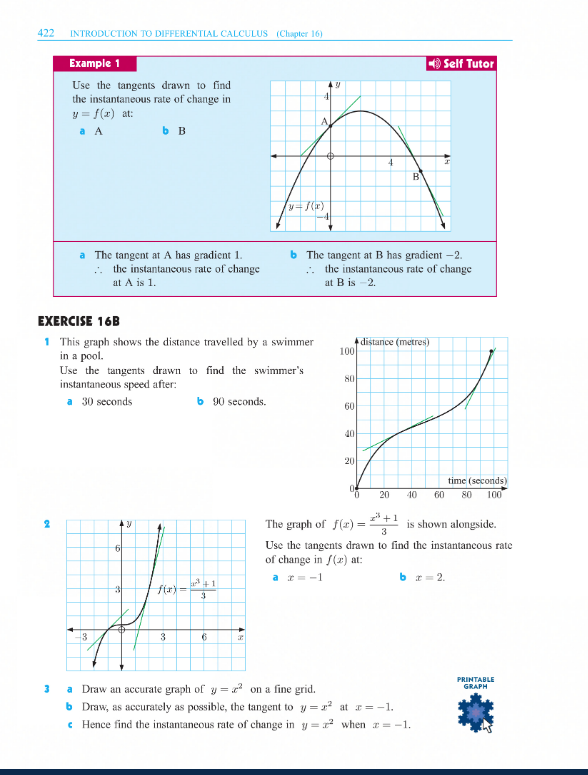 422 INTRODUCTION TO DIFFERENTIAL CALCULUS (Chapter 16)
Example 1
Self Tutor
Use the tangents drawn to find
the instantaneous rate of change in
y = f(x) at:
a A b B
y
4
A
O
4
x
B
y = f(x)
−4
a The tangent at A has gradient 1.
∴ the instantaneous rate of change
at A is 1.
b The tangent at B has gradient −2.
∴ the instantaneous rate of change
at B is −2.
EXERCISE 16B
1 This graph shows the distance travelled by a swimmer
in a pool.
Use the tangents drawn to find the swimmer's
instantaneous speed after:
a 30 seconds b 90 seconds.
distance (metres)
100
80
60
40
20
0
time (seconds)
0 20 40 60 80 100
2
y
6
3
f(x) = (x³ + 1)/3
O
−3 3 6 x
The graph of f(x) = (x³ + 1)/3 is shown alongside.
Use the tangents drawn to find the instantaneous rate
of change in f(x) at:
a x = −1 b x = 2.
3 a Draw an accurate graph of y = x² on a fine grid.
b Draw, as accurately as possible, the tangent to y = x² at x = −1.
c Hence find the instantaneous rate of change in y = x² when x = −1.
PRINTABLE
GRAPH